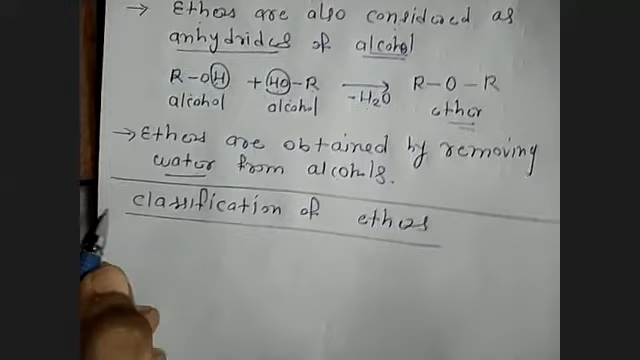 → Ethers are also considered as
anhydrides of alcohol
R-OH + HO-R → R-O-R
-H2O
alcohol alcohol ether
→ Ethers are obtained by removing
water from alcohols.
classification of ethers